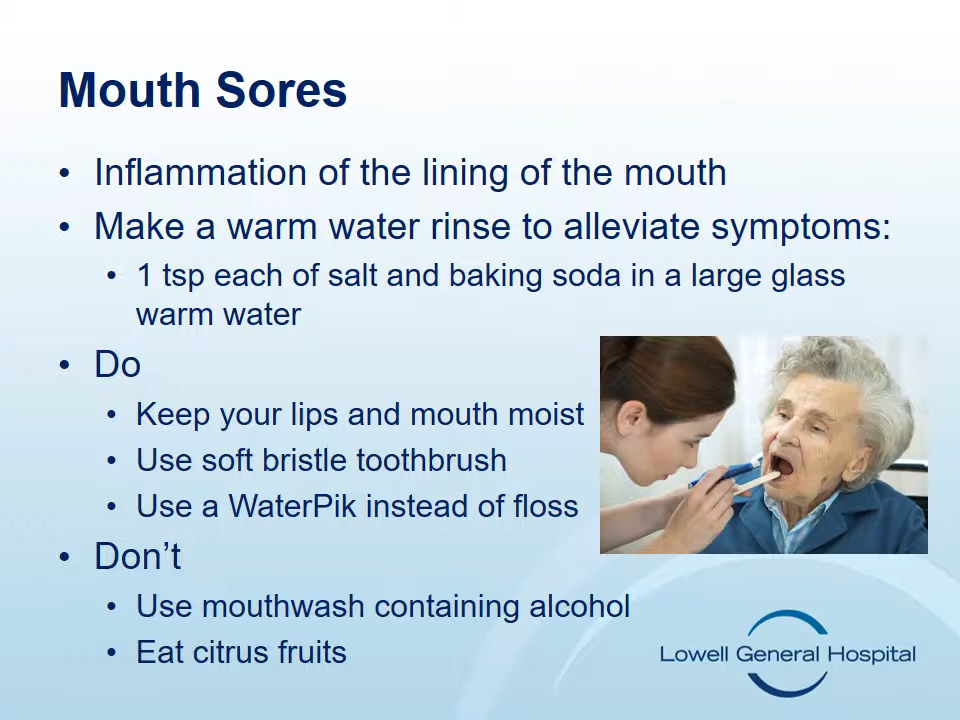 Mouth Sores
• Inflammation of the lining of the mouth
• Make a warm water rinse to alleviate symptoms:
• 1 tsp each of salt and baking soda in a large glass
warm water
• Do
• Keep your lips and mouth moist
• Use soft bristle toothbrush
• Use a WaterPik instead of floss
• Don’t
• Use mouthwash containing alcohol
• Eat citrus fruits
Lowell General Hospital